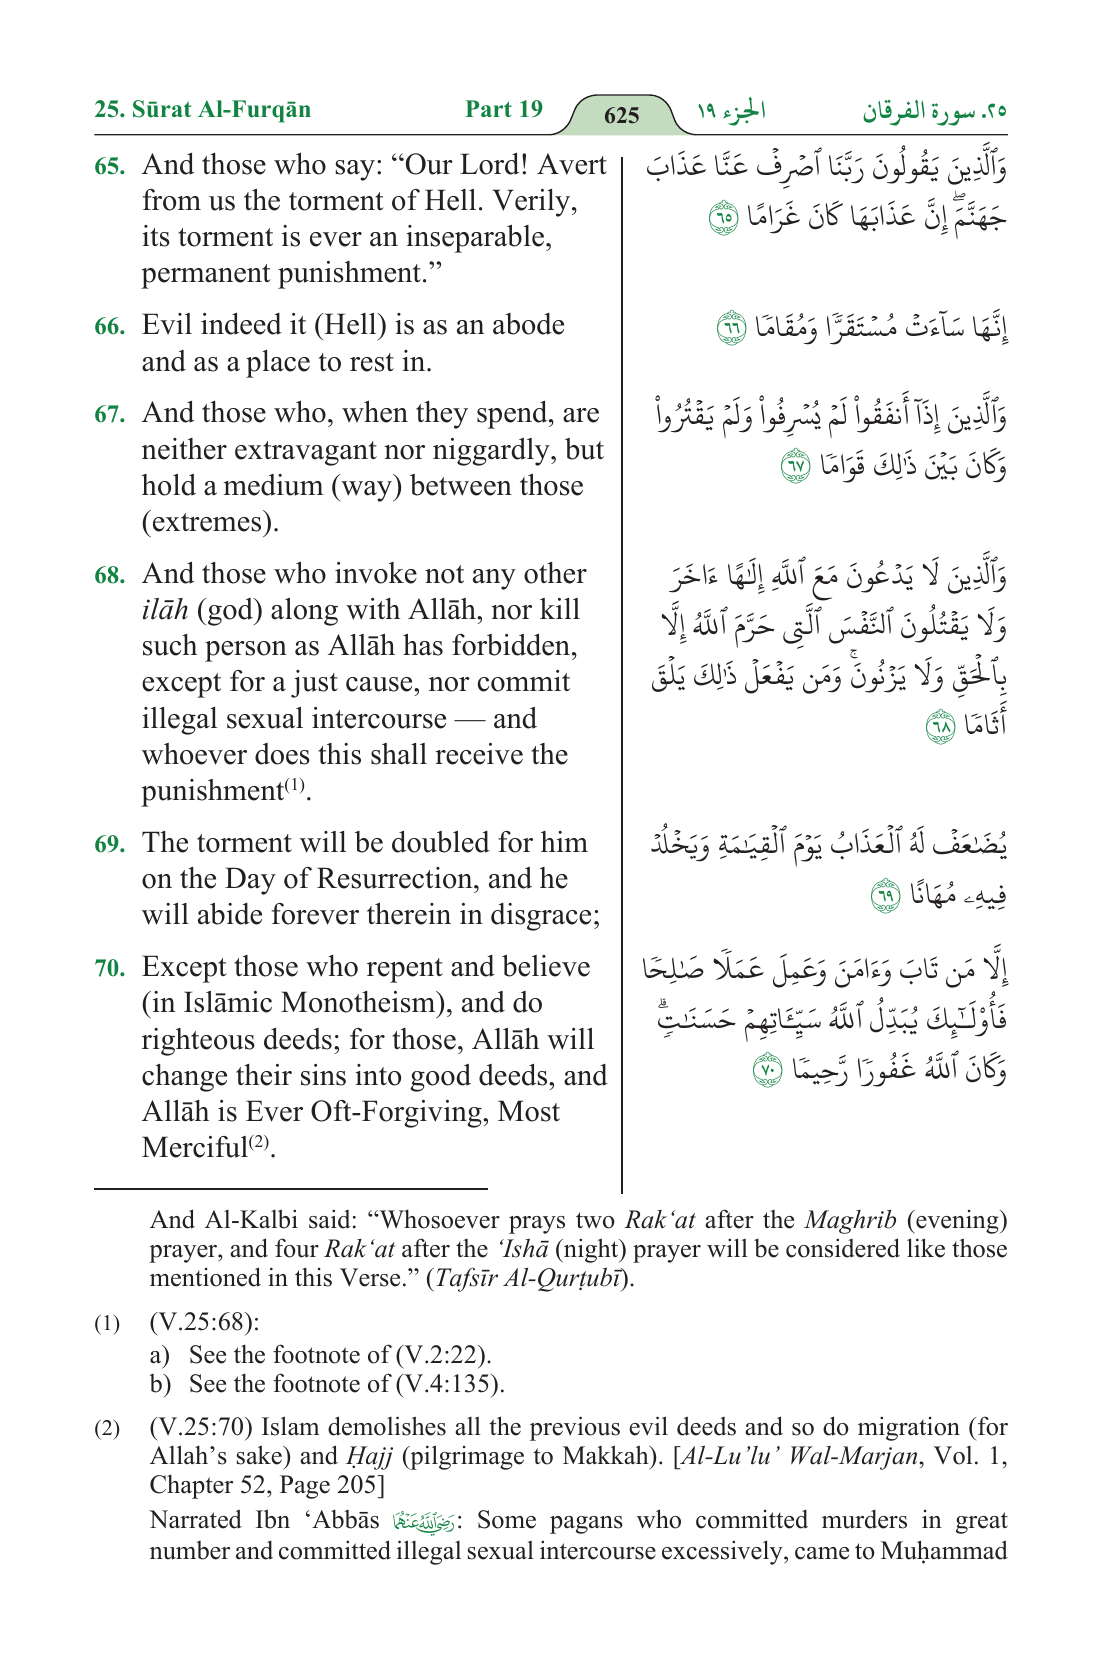 25. Sūrat Al-Furqān Part 19 625 الجزء ١٩ ٢٥. سورة الفرقان
65. And those who say: “Our Lord! Avert
from us the torment of Hell. Verily,
its torment is ever an inseparable,
permanent punishment.”
وَٱلَّذِينَ يَقُولُونَ رَبَّنَا ٱصۡرِفۡ عَنَّا عَذَابَ
جَهَنَّمَۖ إِنَّ عَذَابَهَا كَانَ غَرَامًا ٦٥
66. Evil indeed it (Hell) is as an abode
and as a place to rest in.
إِنَّهَا سَآءَتۡ مُسۡتَقَرّٗا وَمُقَامٗا ٦٦
67. And those who, when they spend, are
neither extravagant nor niggardly, but
hold a medium (way) between those
(extremes).
وَٱلَّذِينَ إِذَآ أَنفَقُواْ لَمۡ يُسۡرِفُواْ وَلَمۡ يَقۡتُرُواْ
وَكَانَ بَيۡنَ ذَٰلِكَ قَوَامٗا ٦٧
68. And those who invoke not any other
ilāh (god) along with Allāh, nor kill
such person as Allāh has forbidden,
except for a just cause, nor commit
illegal sexual intercourse — and
whoever does this shall receive the
punishment(1).
وَٱلَّذِينَ لَا يَدۡعُونَ مَعَ ٱللَّهِ إِلَٰهًا ءَاخَرَ
وَلَا يَقۡتُلُونَ ٱلنَّفۡسَ ٱلَّتِي حَرَّمَ ٱللَّهُ إِلَّا
بِٱلۡحَقِّ وَلَا يَزۡنُونَۚ وَمَن يَفۡعَلۡ ذَٰلِكَ يَلۡقَ
أَثَامٗا ٦٨
69. The torment will be doubled for him
on the Day of Resurrection, and he
will abide forever therein in disgrace;
يُضَٰعَفۡ لَهُ ٱلۡعَذَابُ يَوۡمَ ٱلۡقِيَٰمَةِ وَيَخۡلُدۡ
فِيهِۦ مُهَانًا ٦٩
70. Except those who repent and believe
(in Islāmic Monotheism), and do
righteous deeds; for those, Allāh will
change their sins into good deeds, and
Allāh is Ever Oft-Forgiving, Most
Merciful(2).
إِلَّا مَن تَابَ وَءَامَنَ وَعَمِلَ عَمَلٗا صَٰلِحٗا
فَأُوْلَٰٓئِكَ يُبَدِّلُ ٱللَّهُ سَيِّـَٔاتِهِمۡ حَسَنَٰتٖۗ
وَكَانَ ٱللَّهُ غَفُورٗا رَّحِيمٗا ٧٠
And Al-Kalbi said: “Whosoever prays two Rak‘at after the Maghrib (evening)
prayer, and four Rak‘at after the ‘Ishā (night) prayer will be considered like those
mentioned in this Verse.” (Tafsīr Al-Qurṭubī).
(1) (V.25:68):
a) See the footnote of (V.2:22).
b) See the footnote of (V.4:135).
(2) (V.25:70) Islam demolishes all the previous evil deeds and so do migration (for
Allah’s sake) and Ḥajj (pilgrimage to Makkah). [Al-Lu’lu’ Wal-Marjan, Vol. 1,
Chapter 52, Page 205]
Narrated Ibn ‘Abbās رضي الله عنهما: Some pagans who committed murders in great
number and committed illegal sexual intercourse excessively, came to Muḥammad